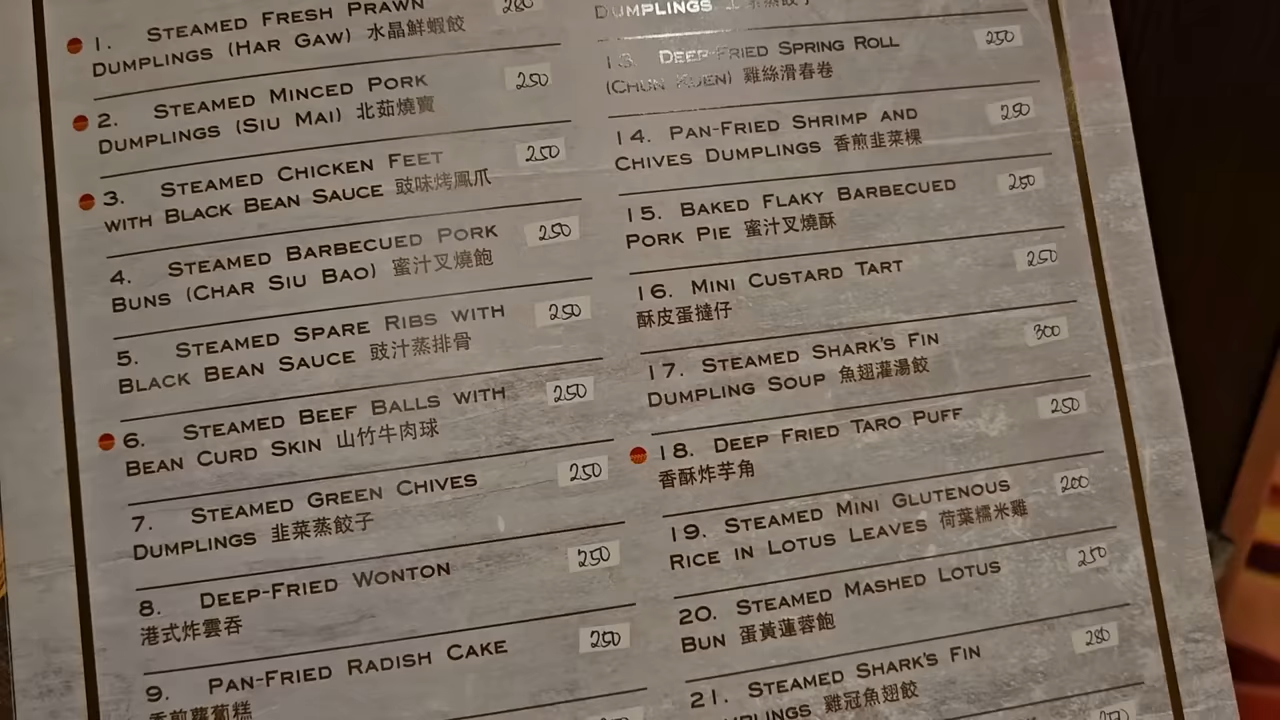 1. STEAMED FRESH PRAWN 280
DUMPLINGS (HAR GAW) 水晶鮮蝦餃
2. STEAMED MINCED PORK 250
DUMPLINGS (SIU MAI) 北茹燒賣
3. STEAMED CHICKEN FEET 250
WITH BLACK BEAN SAUCE 豉味烤鳳爪
4. STEAMED BARBECUED PORK 250
BUNS (CHAR SIU BAO) 蜜汁叉燒飽
5. STEAMED SPARE RIBS WITH 250
BLACK BEAN SAUCE 豉汁蒸排骨
6. STEAMED BEEF BALLS WITH 250
BEAN CURD SKIN 山竹牛肉球
7. STEAMED GREEN CHIVES 250
DUMPLINGS 韭菜蒸餃子
8. DEEP-FRIED WONTON 250
港式炸雲吞
9. PAN-FRIED RADISH CAKE 250
香煎蘿蔔糕
DUMPLINGS
13. DEEP-FRIED SPRING ROLL 250
(CHUN KUEN) 雞絲滑春卷
14. PAN-FRIED SHRIMP AND 250
CHIVES DUMPLINGS 香煎韭菜粿
15. BAKED FLAKY BARBECUED 250
PORK PIE 蜜汁叉燒酥
16. MINI CUSTARD TART 250
酥皮蛋撻仔
17. STEAMED SHARK'S FIN 300
DUMPLING SOUP 魚翅灌湯餃
18. DEEP FRIED TARO PUFF 250
香酥炸芋角
19. STEAMED MINI GLUTENOUS 200
RICE IN LOTUS LEAVES 荷葉糯米雞
20. STEAMED MASHED LOTUS 250
BUN 蛋黃蓮蓉飽
21. STEAMED SHARK'S FIN 280
DUMPLINGS 雞冠魚翅餃